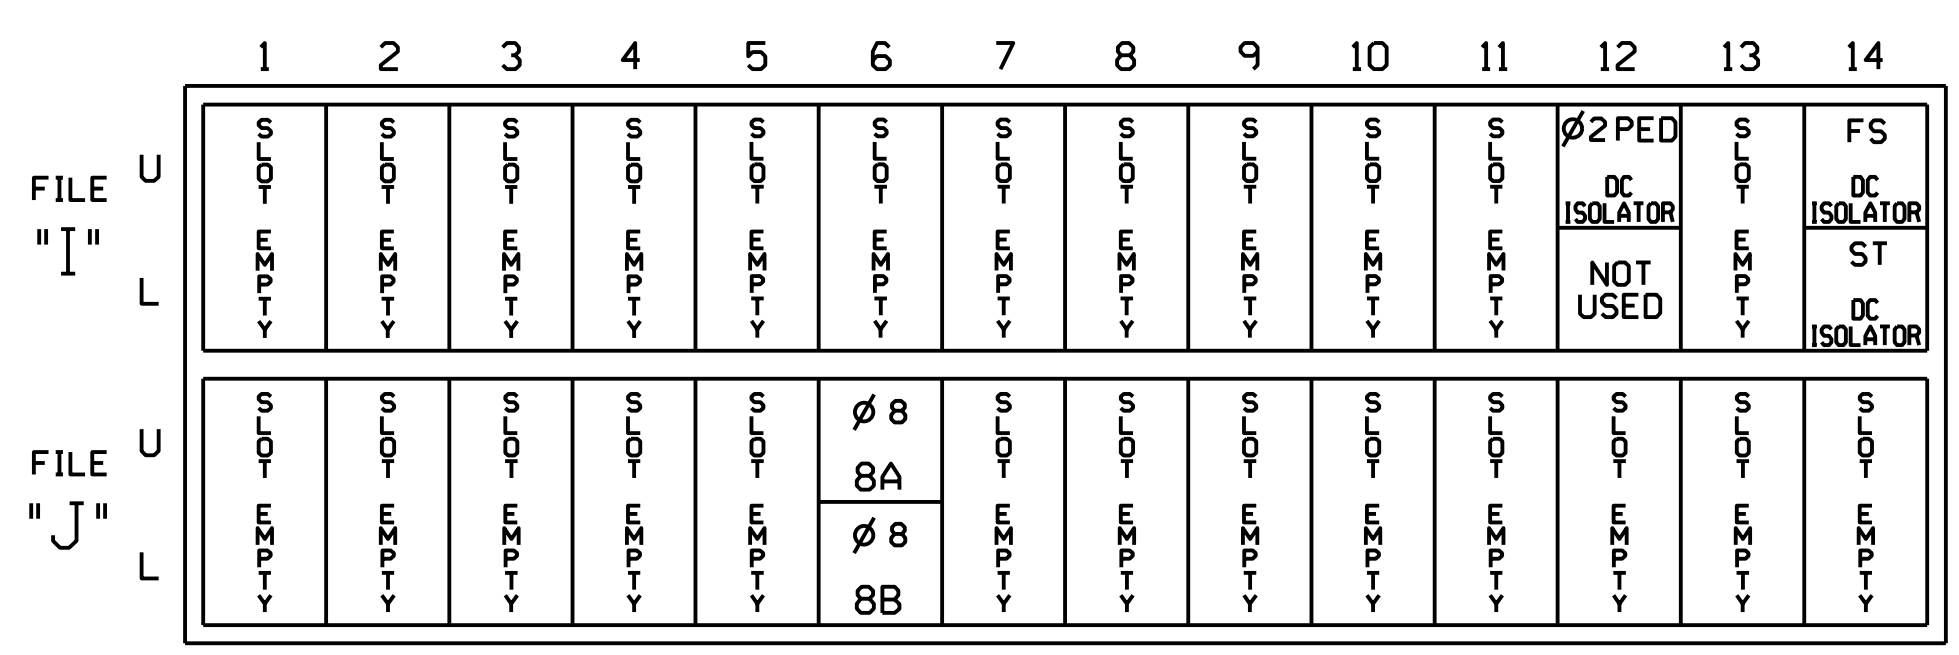 1 2 3 4 5 6 7 8 9 10 11 12 13 14
FILE "I"
U
L
SLOT EMPTY
SLOT EMPTY
SLOT EMPTY
SLOT EMPTY
SLOT EMPTY
SLOT EMPTY
SLOT EMPTY
SLOT EMPTY
SLOT EMPTY
SLOT EMPTY
SLOT EMPTY
Ø2PED
DC
ISOLATOR
NOT
USED
SLOT EMPTY
FS
DC
ISOLATOR
ST
DC
ISOLATOR
FILE "J"
U
L
SLOT EMPTY
SLOT EMPTY
SLOT EMPTY
SLOT EMPTY
SLOT EMPTY
Ø 8
8A
Ø 8
8B
SLOT EMPTY
SLOT EMPTY
SLOT EMPTY
SLOT EMPTY
SLOT EMPTY
SLOT EMPTY
SLOT EMPTY
SLOT EMPTY